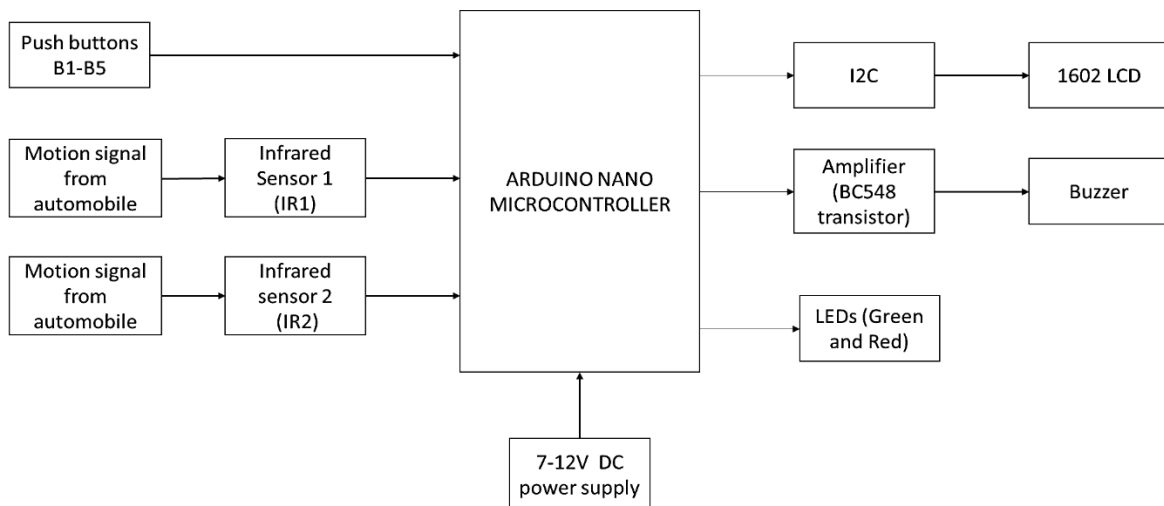 Push buttons
B1-B5
Motion signal
from
automobile
Infrared
Sensor 1
(IR1)
Motion signal
from
automobile
Infrared
sensor 2
(IR2)
ARDUINO NANO
MICROCONTROLLER
7-12V DC
power supply
I2C
1602 LCD
Amplifier
(BC548
transistor)
Buzzer
LEDs (Green
and Red)